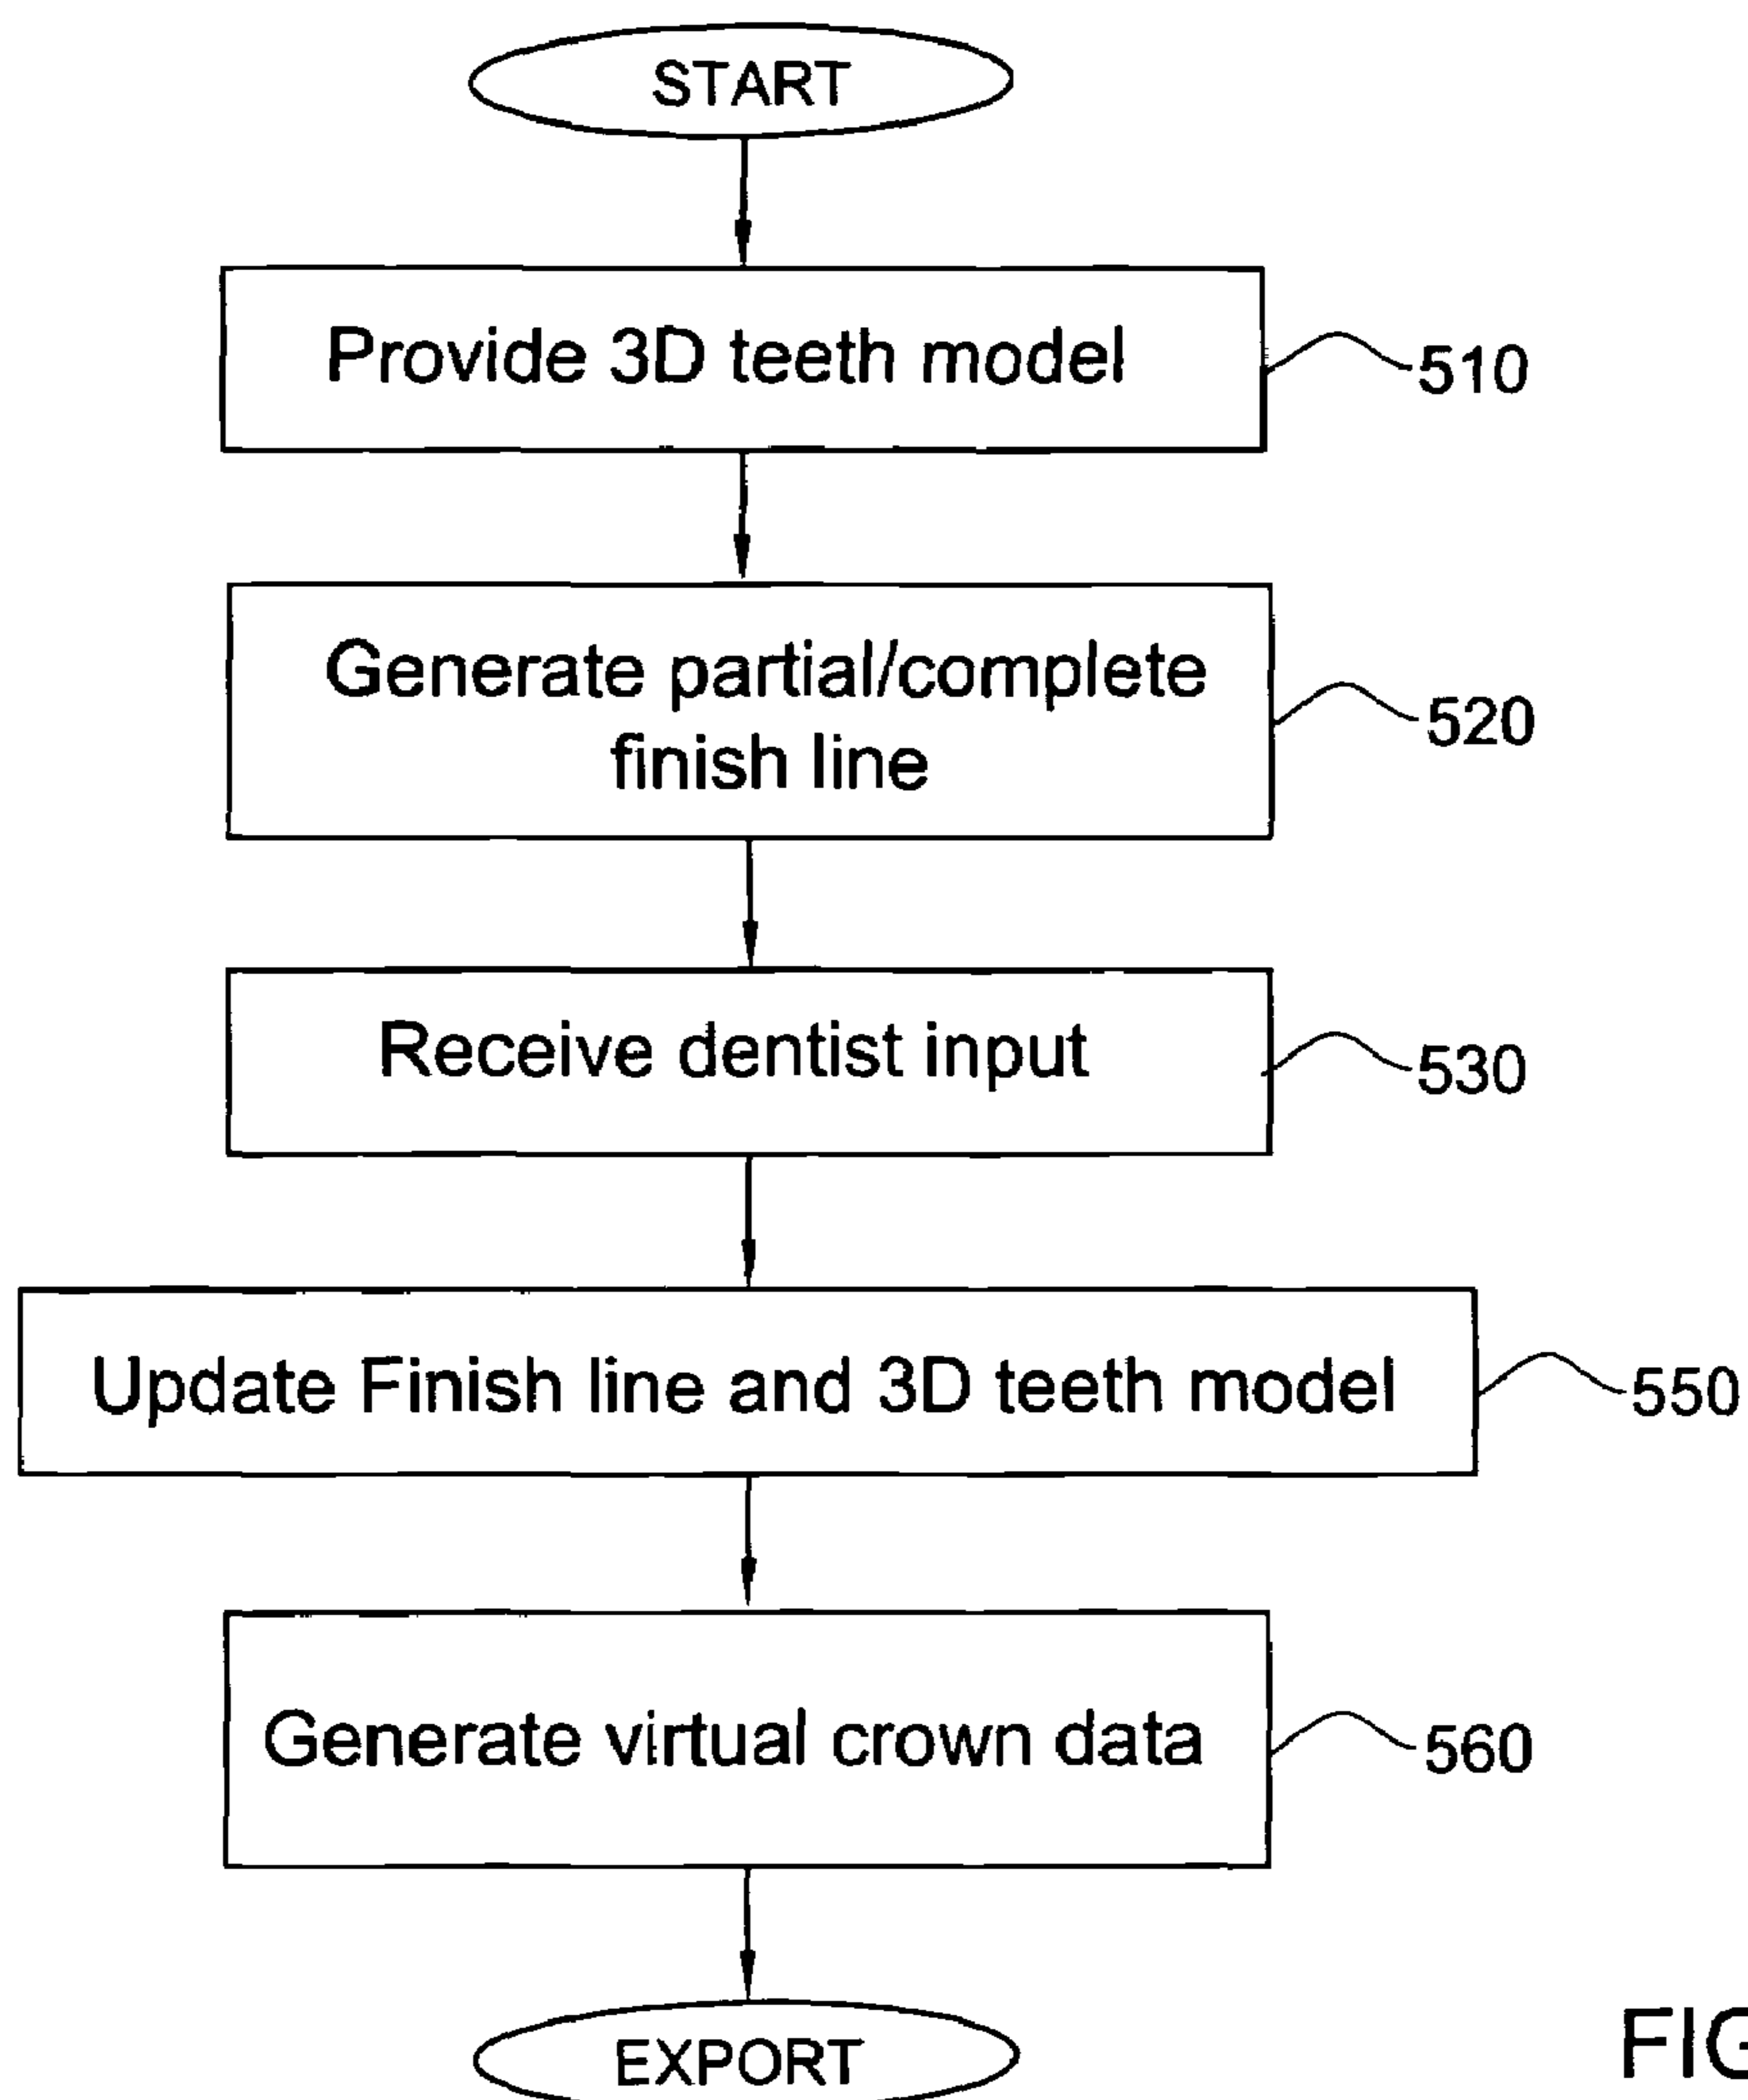 START
Provide 3D teeth model
510
Generate partial/complete
finish line
520
Receive dentist input
530
Update Finish line and 3D teeth model
550
Generate virtual crown data
560
EXPORT